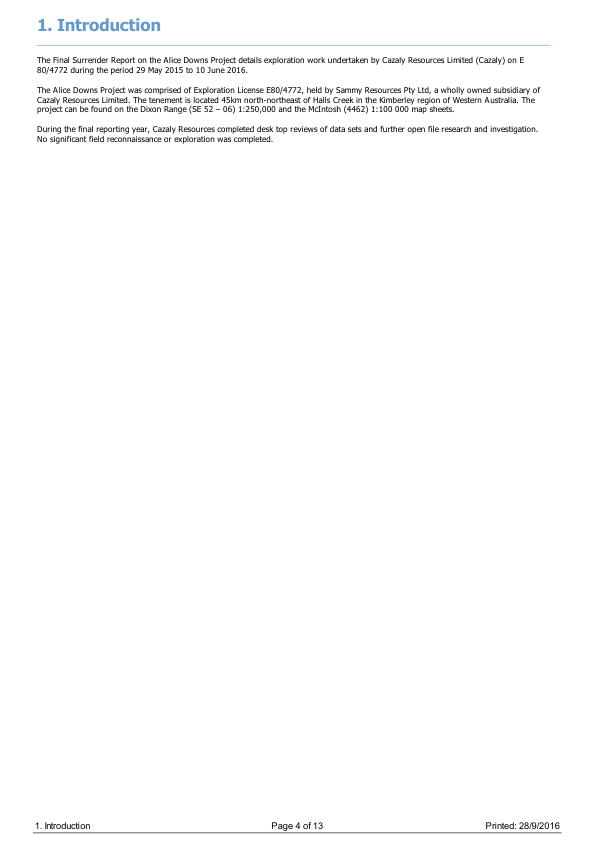 1. Introduction
The Final Surrender Report on the Alice Downs Project details exploration work undertaken by Cazaly Resources Limited (Cazaly) on E
80/4772 during the period 29 May 2015 to 10 June 2016.
The Alice Downs Project was comprised of Exploration License E80/4772, held by Sammy Resources Pty Ltd, a wholly owned subsidiary of
Cazaly Resources Limited. The tenement is located 45km north-northeast of Halls Creek in the Kimberley region of Western Australia. The
project can be found on the Dixon Range (SE 52 – 06) 1:250,000 and the McIntosh (4462) 1:100 000 map sheets.
During the final reporting year, Cazaly Resources completed desk top reviews of data sets and further open file research and investigation.
No significant field reconnaissance or exploration was completed.
1. Introduction Page 4 of 13 Printed: 28/9/2016